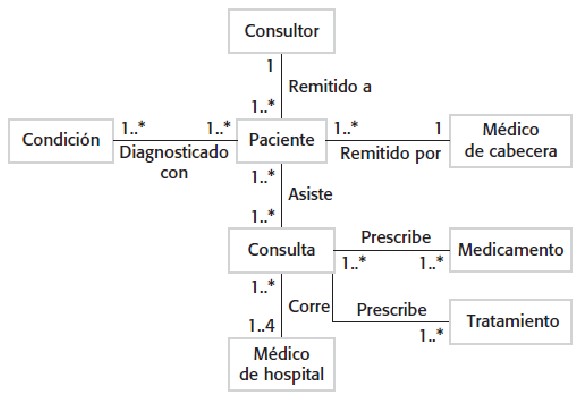 Consultor
1
Remitido a
1..*
Condición
1..*
1..*
Paciente
1..*
1
Médico
de cabecera
Diagnosticado
con
Remitido por
1..*
Asiste
1..*
Consulta
Prescribe
Medicamento
1..*
1..*
1..*
Corre
Prescribe
Tratamiento
1..4
1..*
Médico
de hospital